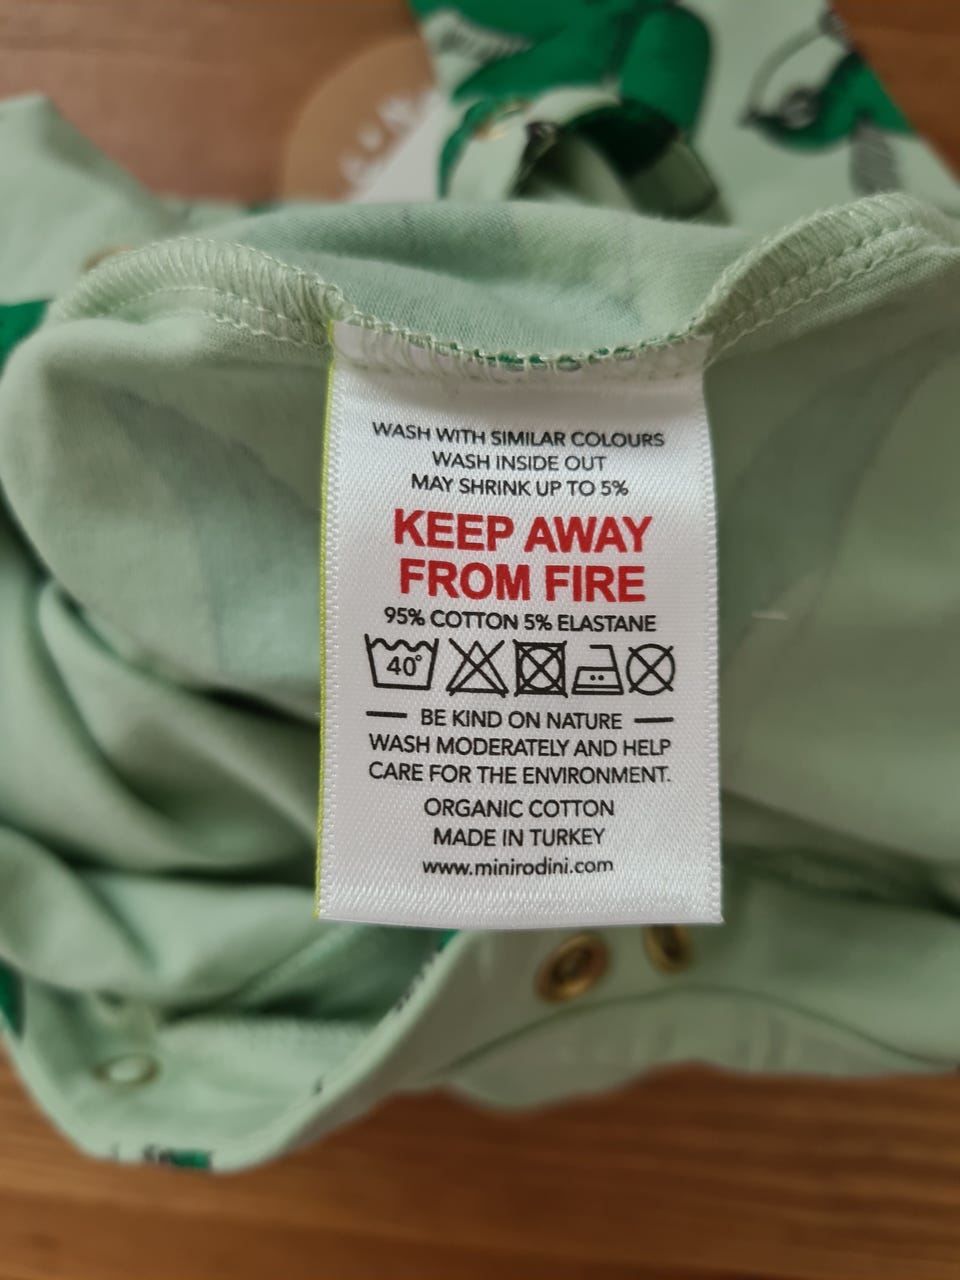 WASH WITH SIMILAR COLOURS
WASH INSIDE OUT
MAY SHRINK UP TO 5%
KEEP AWAY
FROM FIRE
95% COTTON 5% ELASTANE
40°
BE KIND ON NATURE
WASH MODERATELY AND HELP
CARE FOR THE ENVIRONMENT.
ORGANIC COTTON
MADE IN TURKEY
www.minirodini.com